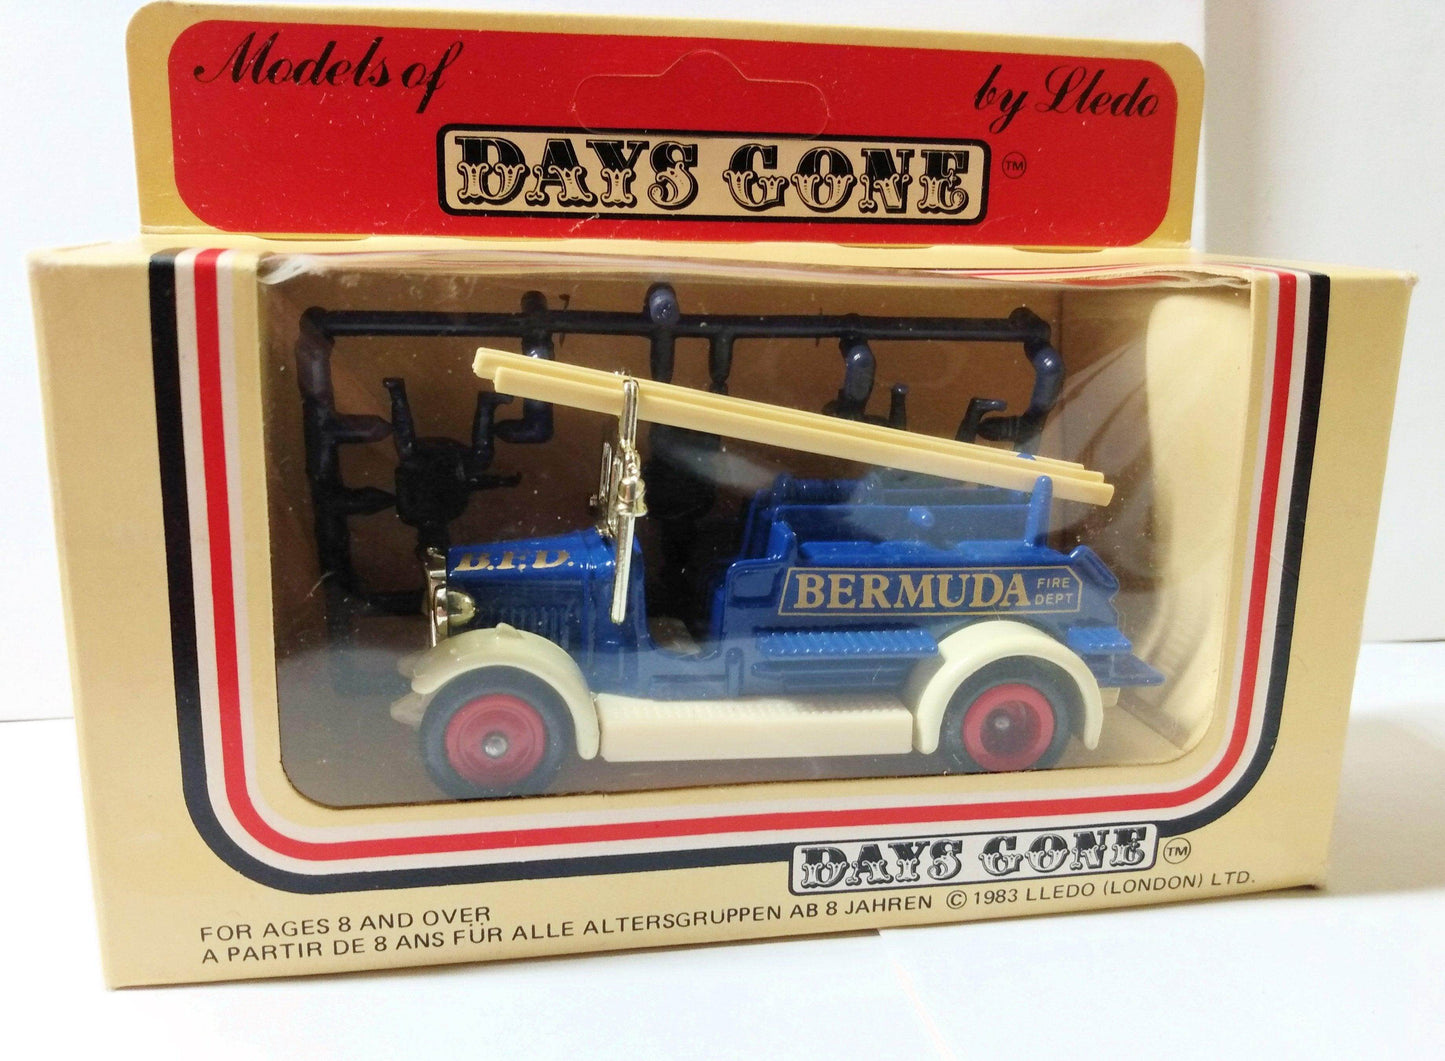 Models of by Lledo
DAYS GONE ™
B.F.D.
BERMUDA FIRE DEPT
DAYS GONE ™
FOR AGES 8 AND OVER
A PARTIR DE 8 ANS FÜR ALLE ALTERSGRUPPEN AB 8 JAHREN © 1983 LLEDO (LONDON) LTD.